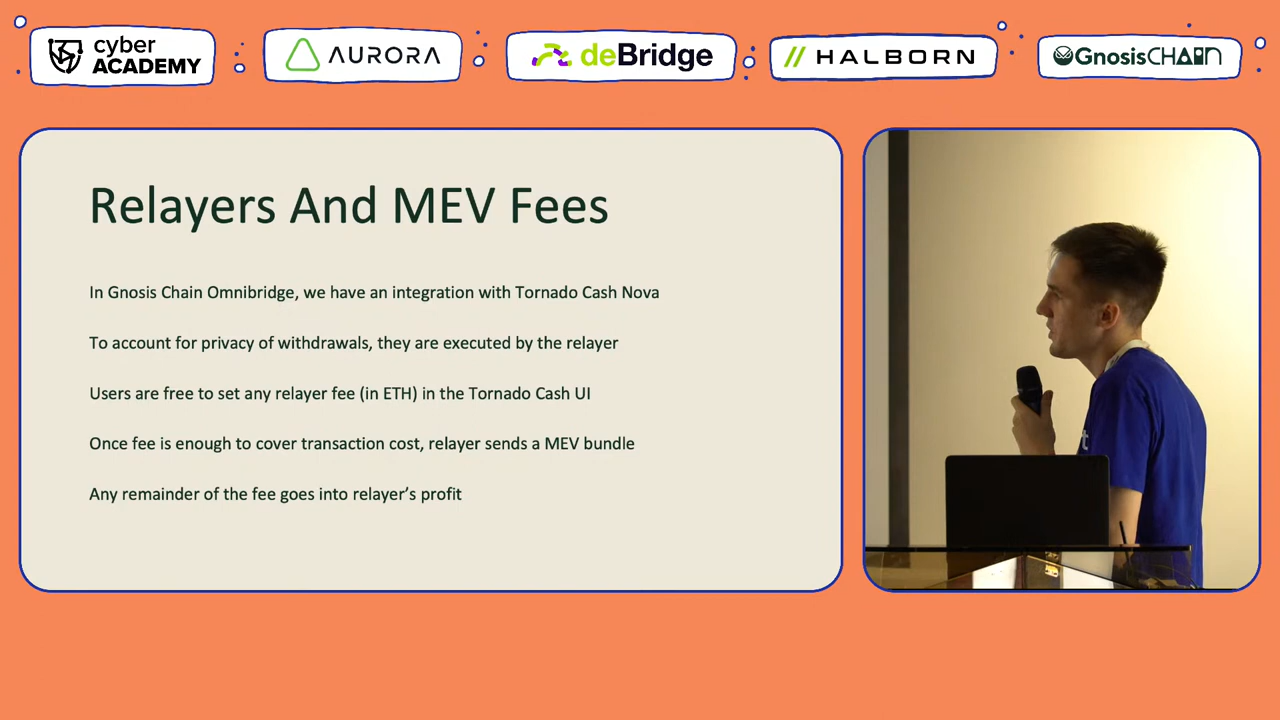 cyber
ACADEMY
AURORA
deBridge
HALBORN
GnosisCHAIN
Relayers And MEV Fees
In Gnosis Chain Omnibridge, we have an integration with Tornado Cash Nova
To account for privacy of withdrawals, they are executed by the relayer
Users are free to set any relayer fee (in ETH) in the Tornado Cash UI
Once fee is enough to cover transaction cost, relayer sends a MEV bundle
Any remainder of the fee goes into relayer’s profit
t